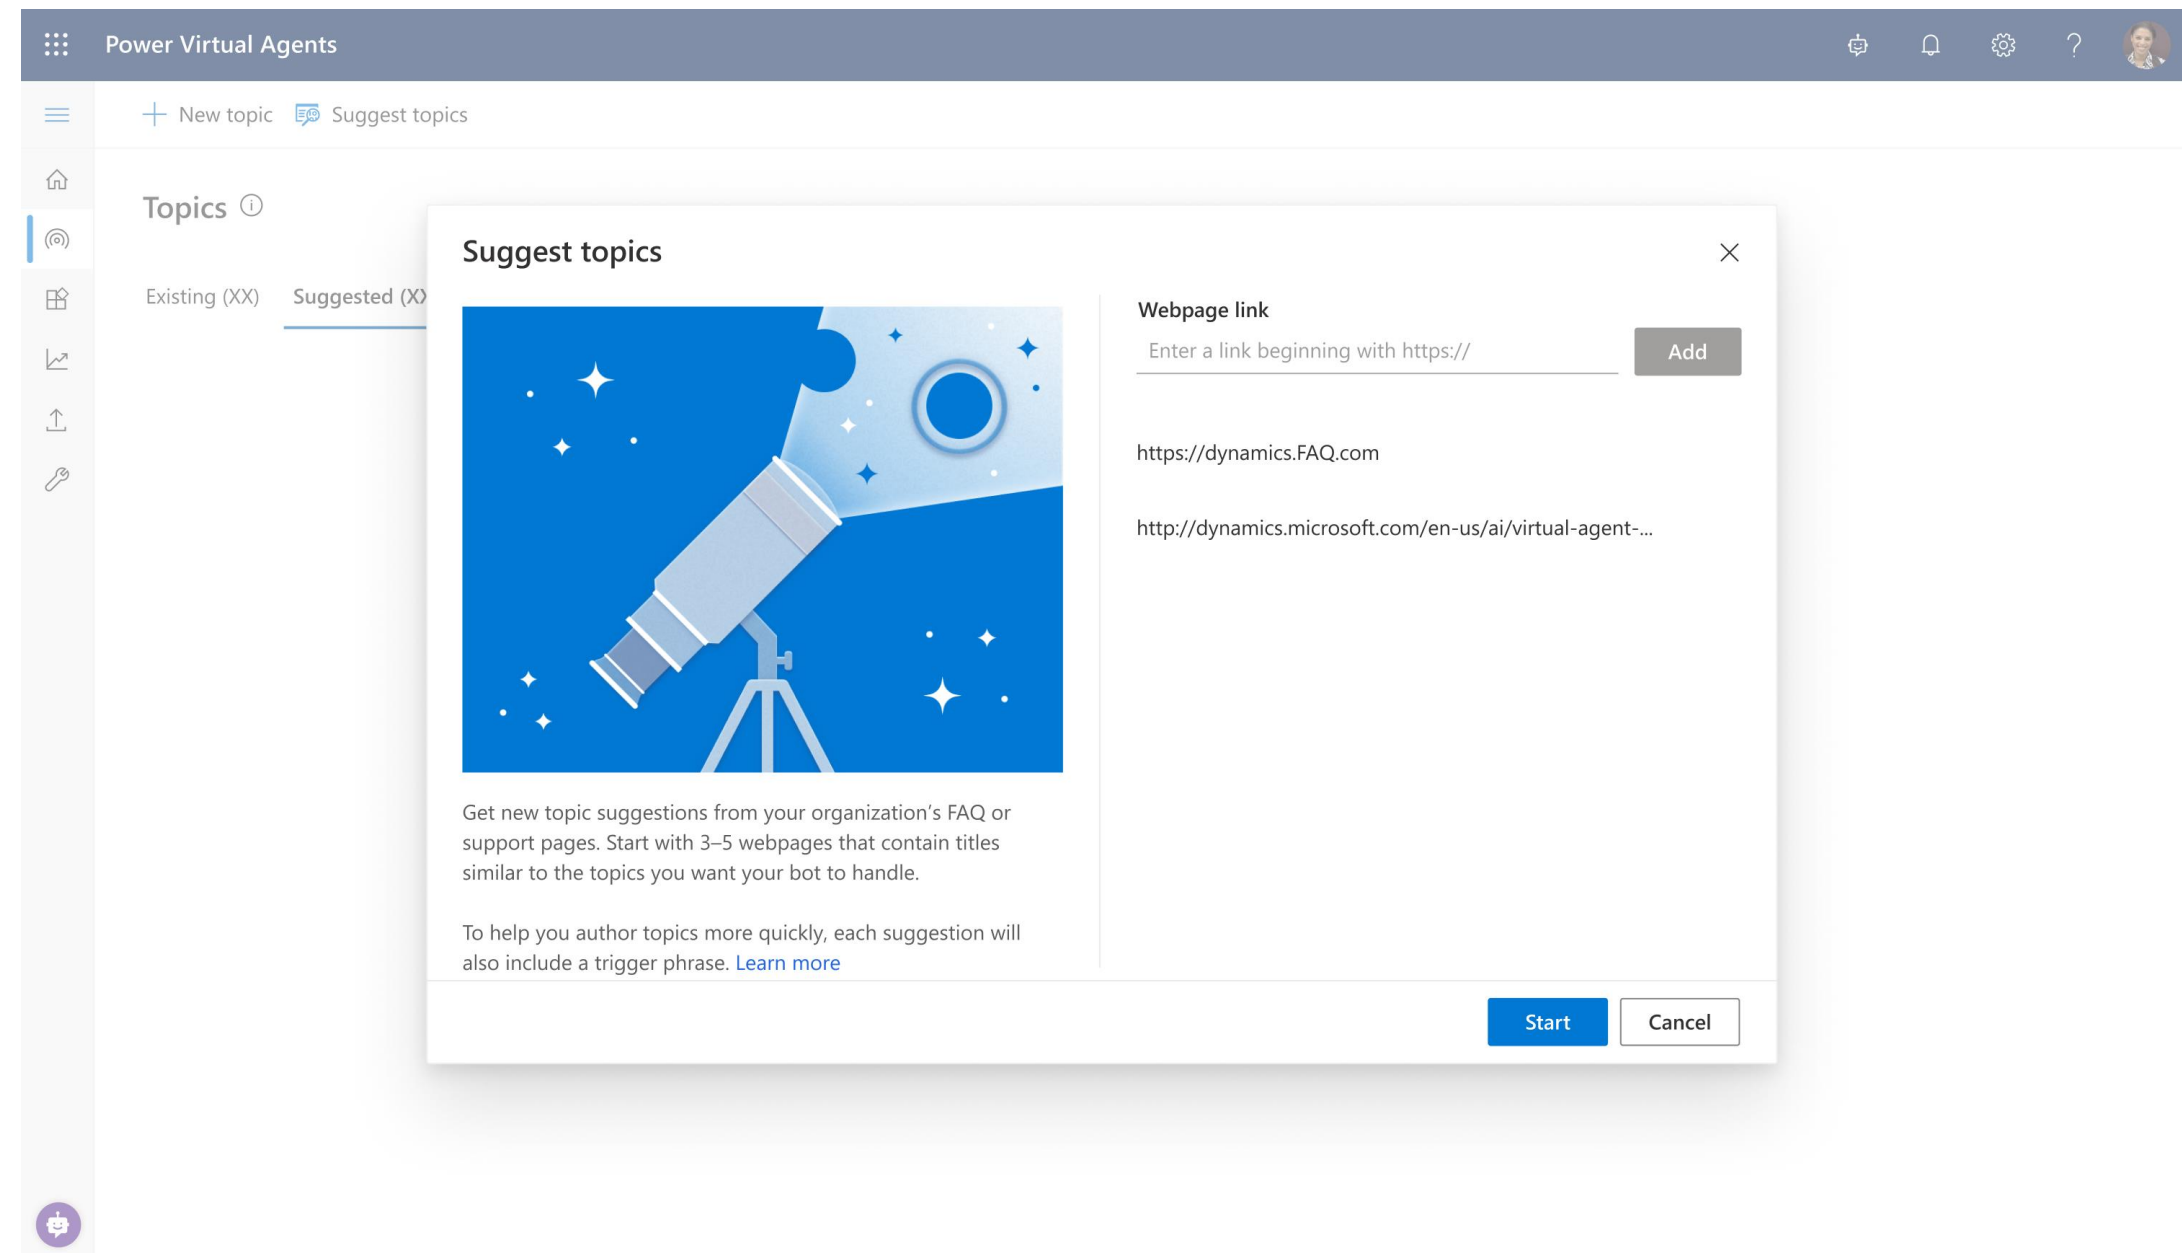 Power Virtual Agents
New topic
Suggest topics
Topics
Existing (XX)
Suggested (XX
Suggest topics
Get new topic suggestions from your organization’s FAQ or
support pages. Start with 3–5 webpages that contain titles
similar to the topics you want your bot to handle.
To help you author topics more quickly, each suggestion will
also include a trigger phrase. Learn more
Webpage link
Enter a link beginning with https://
Add
https://dynamics.FAQ.com
http://dynamics.microsoft.com/en-us/ai/virtual-agent-...
Start
Cancel